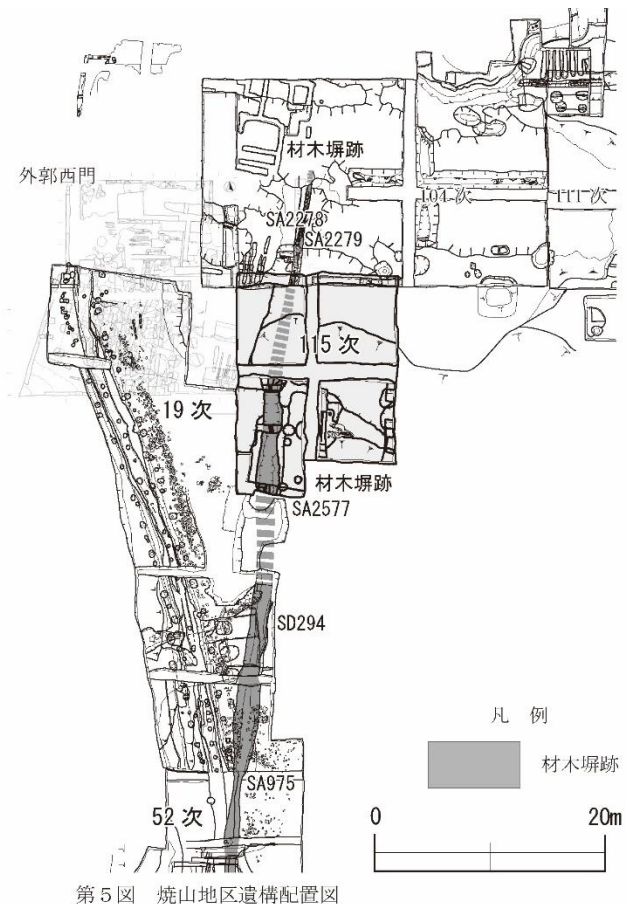 外郭西門
材木塀跡
SA2278
SA2279
104次
111次
115次
19次
材木塀跡
SA2577
SD294
凡 例
材木塀跡
SA975
52次
0 20m
第5図 焼山地区遺構配置図